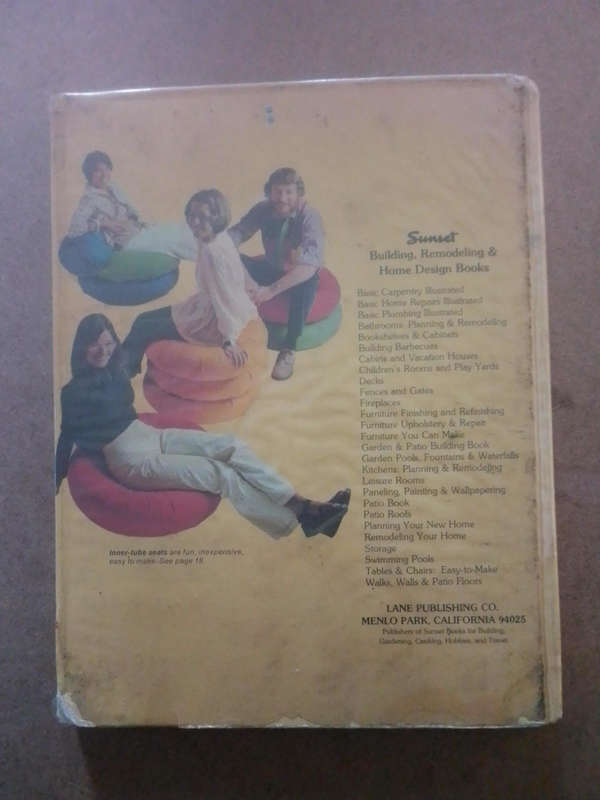 Sunset
Building, Remodeling &
Home Design Books
Basic Carpentry Illustrated
Basic Home Repairs Illustrated
Basic Plumbing Illustrated
Bathrooms: Planning & Remodeling
Bookshelves & Cabinets
Building Barbecues
Cabins and Vacation Houses
Children's Rooms and Play Yards
Decks
Fences and Gates
Fireplaces
Furniture Finishing and Refinishing
Furniture Upholstery & Repair
Furniture You Can Make
Garden & Patio Building Book
Garden Pools, Fountains & Waterfalls
Kitchens: Planning & Remodeling
Leisure Rooms
Paneling, Painting & Wallpapering
Patio Book
Patio Roofs
Planning Your New Home
Remodeling Your Home
Storage
Swimming Pools
Tables & Chairs: Easy-to-Make
Walks, Walls & Patio Floors
Inner-tube seats are fun, inexpensive,
easy to make–See page 18.
LANE PUBLISHING CO.
MENLO PARK, CALIFORNIA 94025
Publishers of Sunset Books for Building,
Gardening, Cooking, Hobbies, and Travel